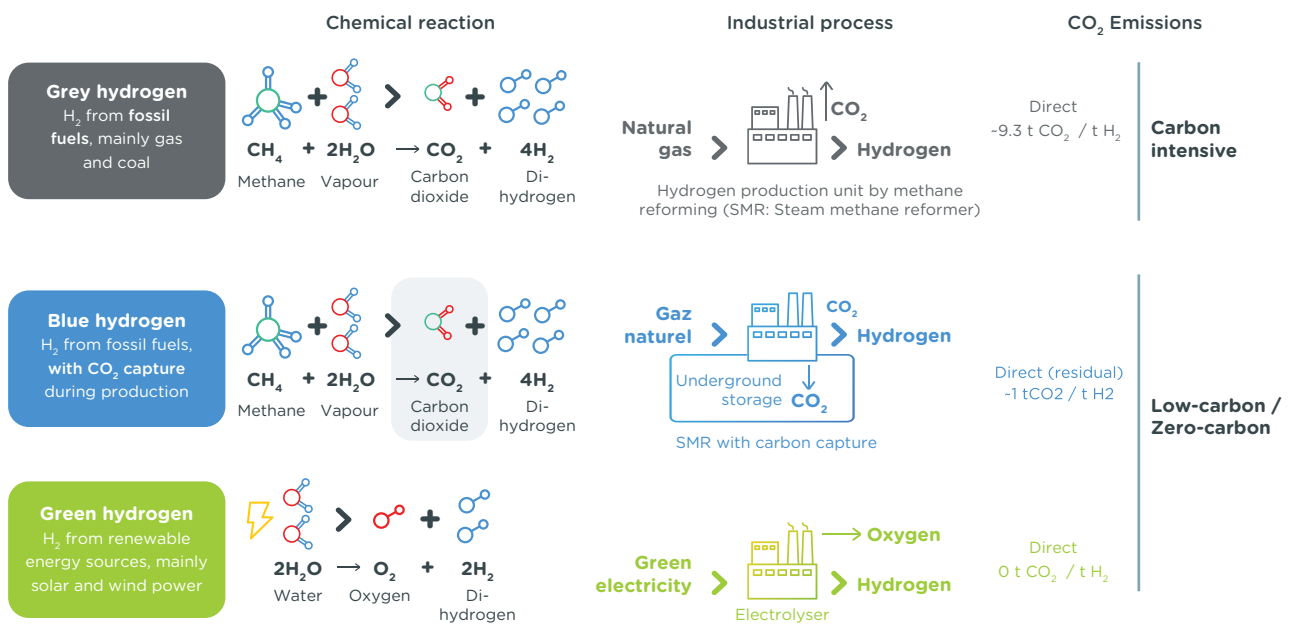 Chemical reaction
Industrial process
CO₂ Emissions
Grey hydrogen
H₂ from fossil
fuels, mainly gas
and coal
CH₄ + 2H₂O → CO₂ + 4H₂
Methane
Vapour
Carbon
dioxide
Di-
hydrogen
Natural
gas
CO₂
Hydrogen
Hydrogen production unit by methane
reforming (SMR: Steam methane reformer)
Direct
~9.3 t CO₂ / t H₂
Carbon
intensive
Blue hydrogen
H₂ from fossil fuels,
with CO₂ capture
during production
CH₄ + 2H₂O → CO₂ + 4H₂
Methane
Vapour
Carbon
dioxide
Di-
hydrogen
Gaz
naturel
CO₂
Hydrogen
Underground
storage
CO₂
SMR with carbon capture
Direct (residual)
~1 tCO2 / t H2
Low-carbon /
Zero-carbon
Green hydrogen
H₂ from renewable
energy sources, mainly
solar and wind power
2H₂O → O₂ + 2H₂
Water
Oxygen
Di-
hydrogen
Green
electricity
Oxygen
Hydrogen
Electrolyser
Direct
0 t CO₂ / t H₂